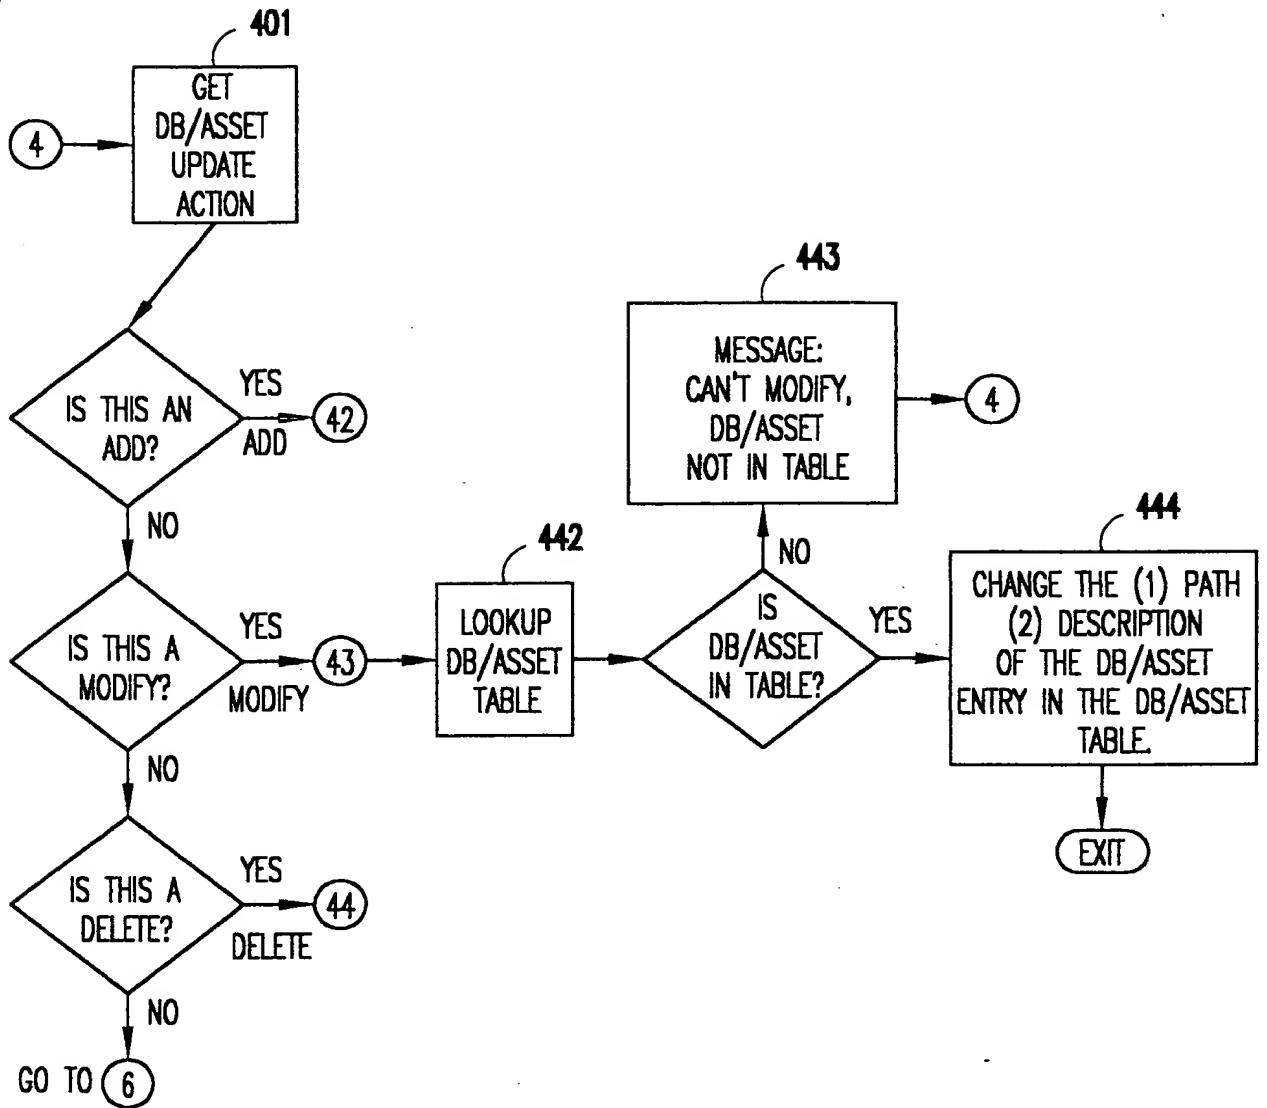 401
GET
DB/ASSET
UPDATE
ACTION
4
IS THIS AN
ADD?
YES
ADD
42
NO
IS THIS A
MODIFY?
YES
MODIFY
43
442
LOOKUP
DB/ASSET
TABLE
IS
DB/ASSET
IN TABLE?
NO
443
MESSAGE:
CAN'T MODIFY,
DB/ASSET
NOT IN TABLE
4
YES
444
CHANGE THE (1) PATH
(2) DESCRIPTION
OF THE DB/ASSET
ENTRY IN THE DB/ASSET
TABLE.
EXIT
NO
IS THIS A
DELETE?
YES
DELETE
44
NO
GO TO 6